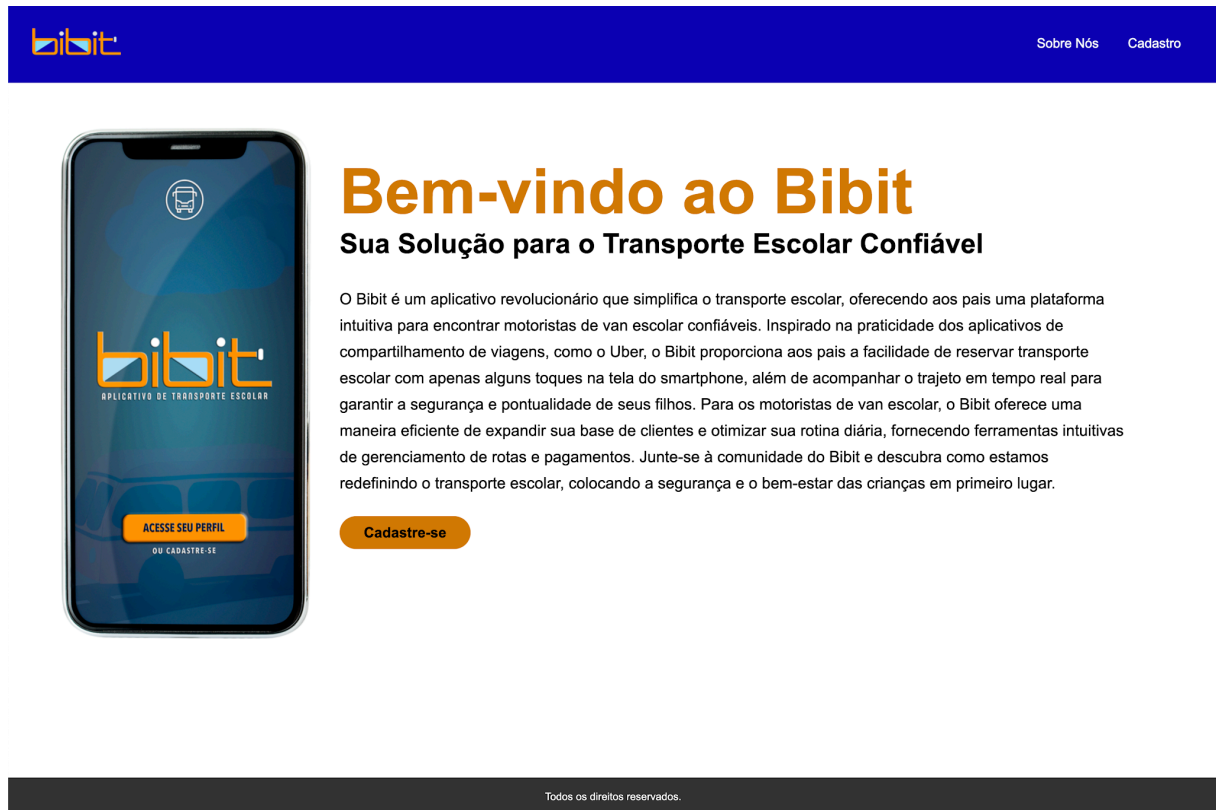 bibit
Sobre Nós
Cadastro
bibit
APLICATIVO DE TRANSPORTE ESCOLAR
ACESSE SEU PERFIL
OU CADASTRE-SE
Bem-vindo ao Bibit
Sua Solução para o Transporte Escolar Confiável
O Bibit é um aplicativo revolucionário que simplifica o transporte escolar, oferecendo aos pais uma plataforma
intuitiva para encontrar motoristas de van escolar confiáveis. Inspirado na praticidade dos aplicativos de
compartilhamento de viagens, como o Uber, o Bibit proporciona aos pais a facilidade de reservar transporte
escolar com apenas alguns toques na tela do smartphone, além de acompanhar o trajeto em tempo real para
garantir a segurança e pontualidade de seus filhos. Para os motoristas de van escolar, o Bibit oferece uma
maneira eficiente de expandir sua base de clientes e otimizar sua rotina diária, fornecendo ferramentas intuitivas
de gerenciamento de rotas e pagamentos. Junte-se à comunidade do Bibit e descubra como estamos
redefinindo o transporte escolar, colocando a segurança e o bem-estar das crianças em primeiro lugar.
Cadastre-se
Todos os direitos reservados.